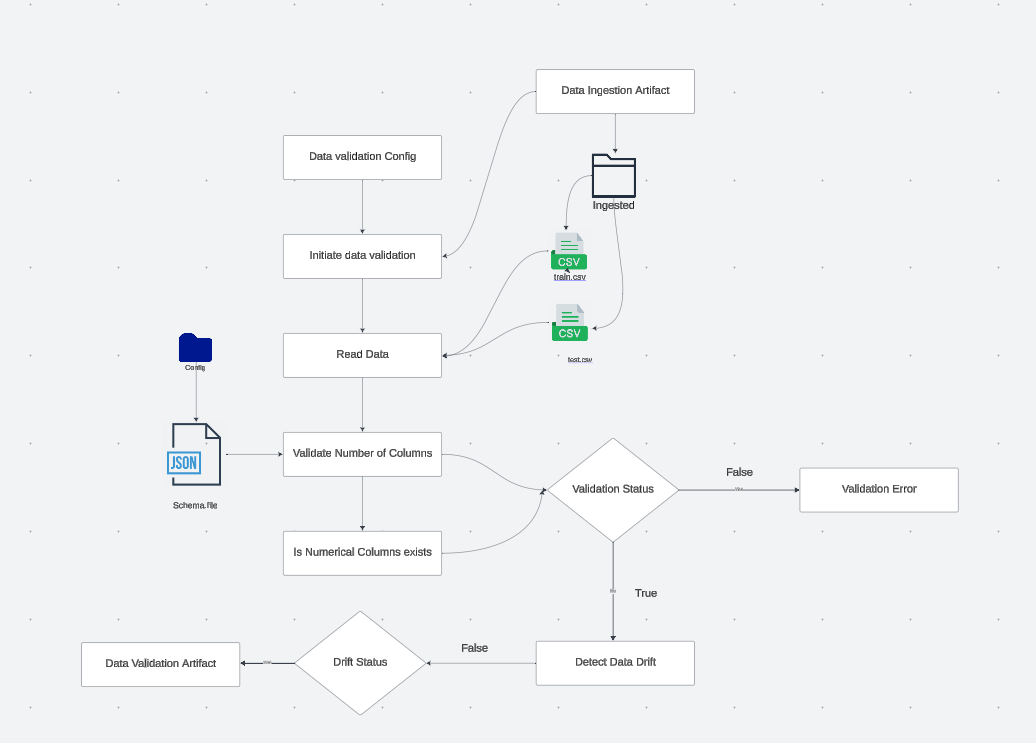 Data Ingestion Artifact
Data validation Config
Ingested
Initiate data validation
CSV
train.csv
CSV
Read Data
test.csv
Config
JSON
Schema.file
Validate Number of Columns
Validation Status
False
Validation Error
Is Numerical Columns exists
True
Data Validation Artifact
Drift Status
False
Detect Data Drift